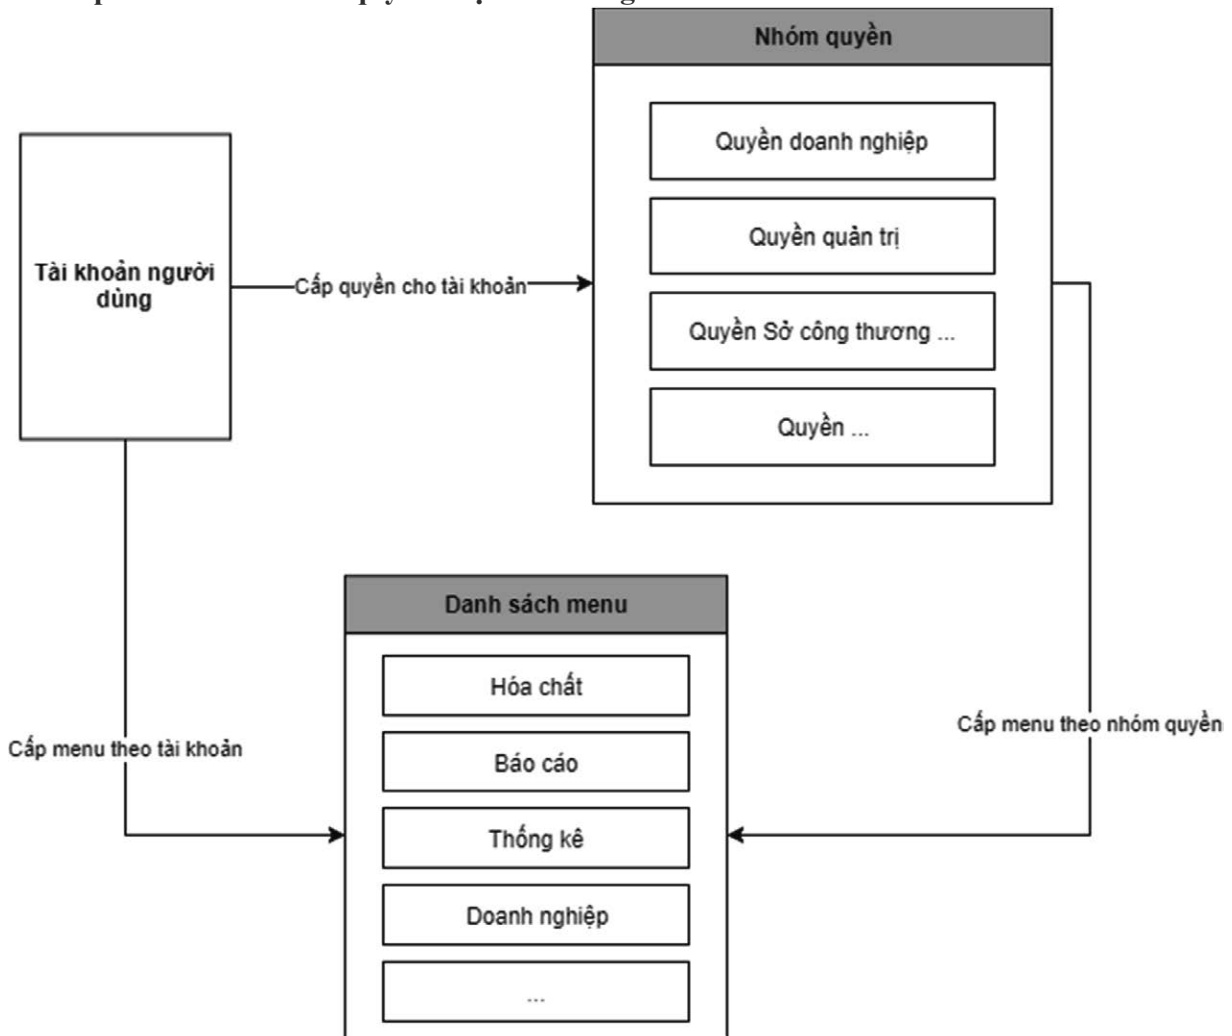 Nhóm quyền
Quyền doanh nghiệp
Quyền quản trị
Quyền Sở công thương ...
Quyền ...
Tài khoản người
dùng
Cấp quyền cho tài khoản
Danh sách menu
Hóa chất
Báo cáo
Thống kê
Doanh nghiệp
...
Cấp menu theo tài khoản
Cấp menu theo nhóm quyền